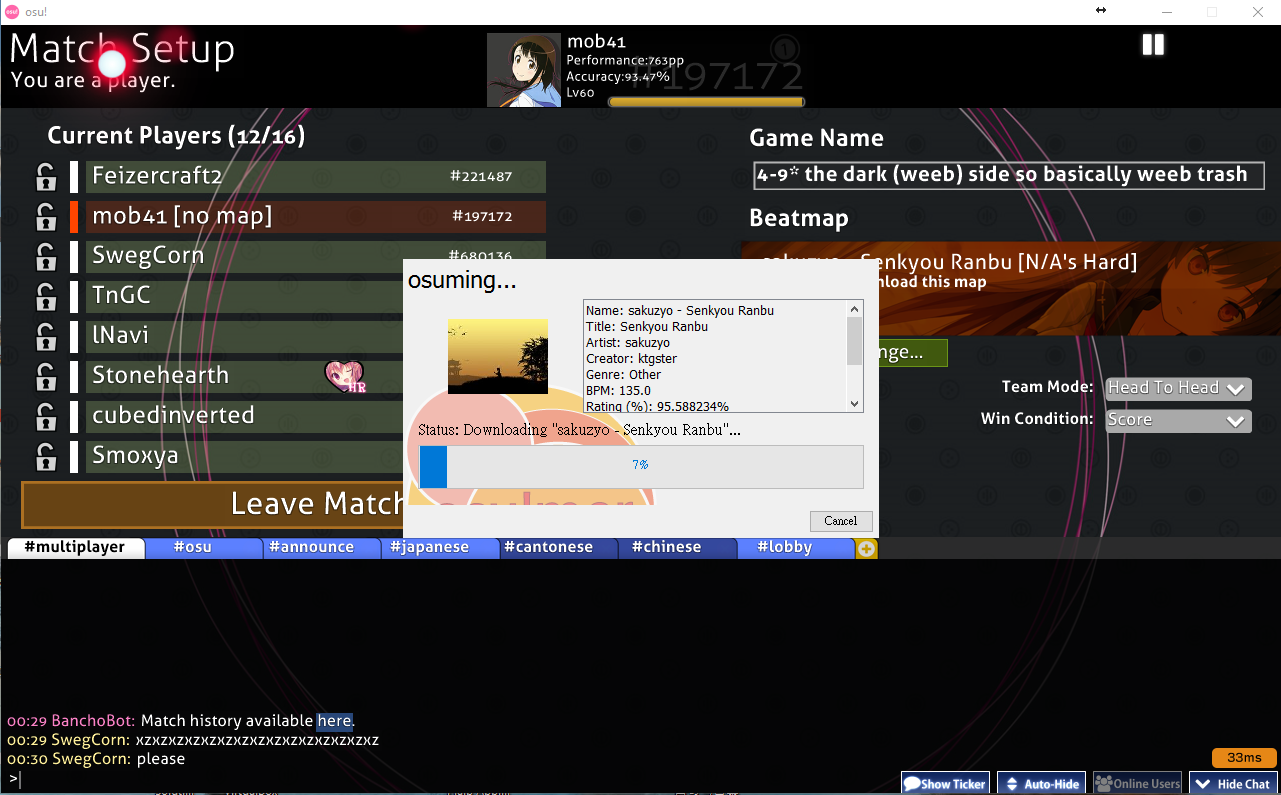 osu!
osu!
Match Setup
You are a player.
mob41
Performance:763pp
Accuracy:93.47%
Lv60
#197172
1
Current Players (12/16)
Feizercraft2 #221487
mob41 [no map] #197172
SwegCorn #680136
TnGC
lNavi
Stonehearth
HR
cubedinverted
Smoxya
Leave Match
Game Name
4-9* the dark (weeb) side so basically weeb trash
Beatmap
sakuzyo - Senkyou Ranbu [N/A's Hard]
nload this map
nge...
Team Mode: Head To Head
Win Condition: Score
osuming...
Name: sakuzyo - Senkyou Ranbu
Title: Senkyou Ranbu
Artist: sakuzyo
Creator: ktgster
Genre: Other
BPM: 135.0
Rating (%): 95.588234%
Status: Downloading "sakuzyo - Senkyou Ranbu"...
7%
Cancel
#multiplayer #osu #announce #japanese #cantonese #chinese #lobby
00:29 BanchoBot: Match history available here.
00:29 SwegCorn: xzxzxzxzxzxzxzxzxzxzxzxzxzxzxz
00:30 SwegCorn: please
>
33ms
Show Ticker Auto-Hide Online Users Hide Chat